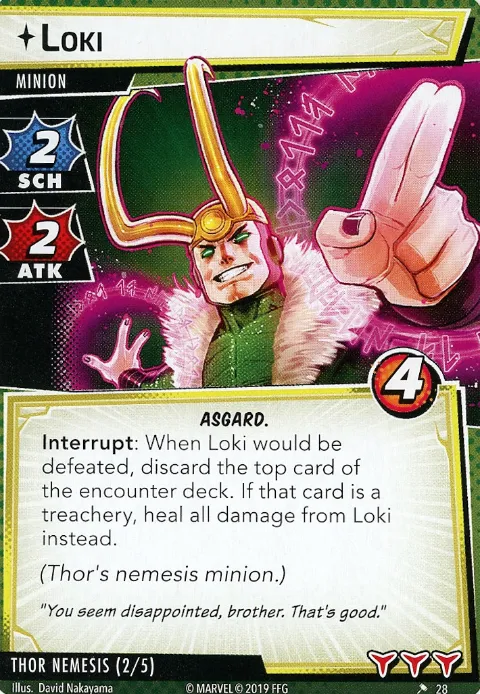 Loki
MINION
2
SCH
2
ATK
4
ASGARD.
Interrupt: When Loki would be
defeated, discard the top card of
the encounter deck. If that card is a
treachery, heal all damage from Loki
instead.
(Thor's nemesis minion.)
"You seem disappointed, brother. That's good."
THOR NEMESIS (2/5)
Illus. David Nakayama
© MARVEL © 2019 FFG
28